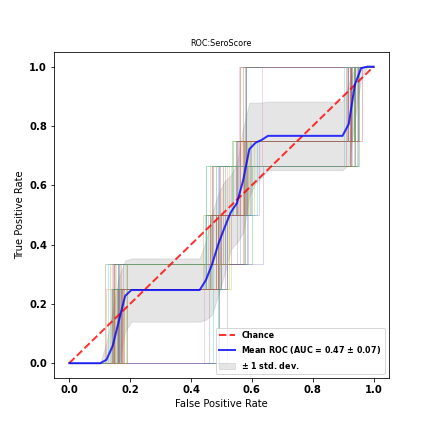 ROC:SeroScore
1.0
0.8
0.6
0.4
0.2
0.0
True Positive Rate
Chance
Mean ROC (AUC = 0.47 ± 0.07)
± 1 std. dev.
0.0 0.2 0.4 0.6 0.8 1.0
False Positive Rate